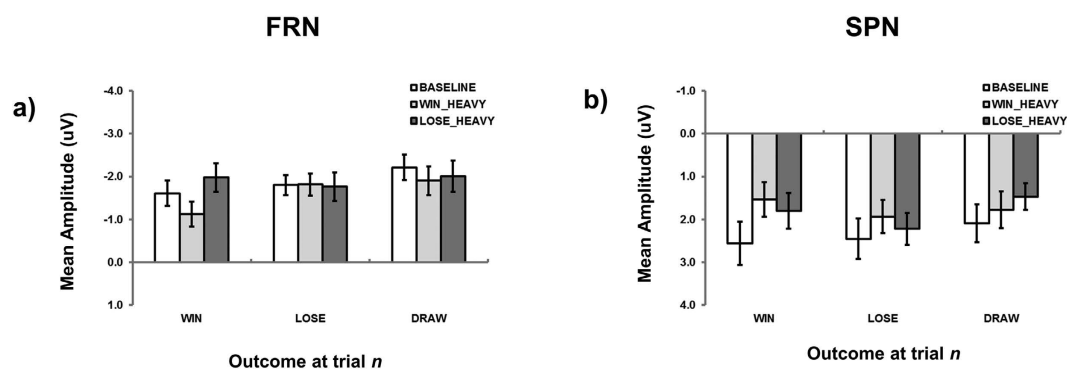 FRN
a)
BASELINE
WIN_HEAVY
LOSE_HEAVY
Mean Amplitude (uV)
-4.0
-3.0
-2.0
-1.0
0.0
1.0
WIN LOSE DRAW
Outcome at trial n
SPN
b)
BASELINE
WIN_HEAVY
LOSE_HEAVY
Mean Amplitude (uV)
-1.0
0.0
1.0
2.0
3.0
4.0
WIN LOSE DRAW
Outcome at trial n